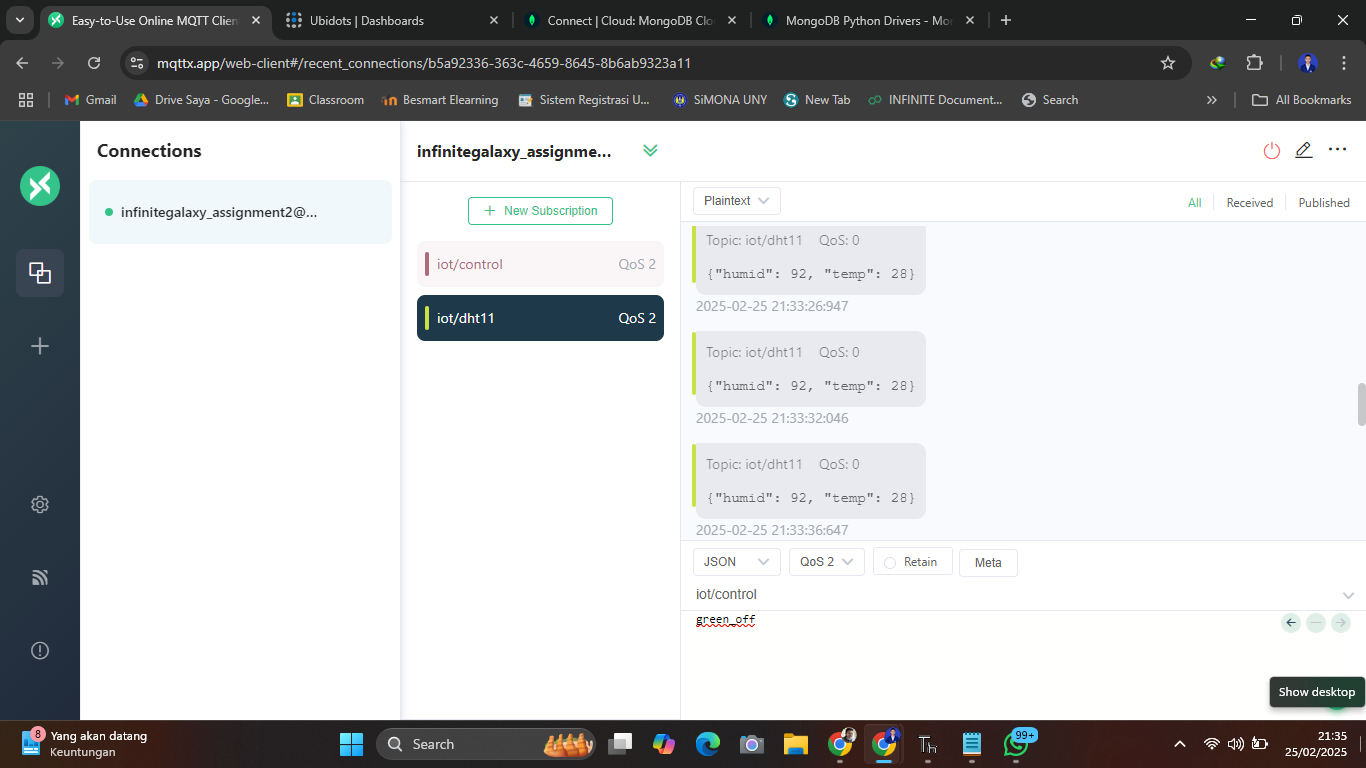 Easy-to-Use Online MQTT Clien
Ubidots | Dashboards
Connect | Cloud: MongoDB Clo
MongoDB Python Drivers - Mon
mqttx.app/web-client#/recent_connections/b5a92336-363c-4659-8645-8b6ab9323a11
Gmail
Drive Saya - Google...
Classroom
Besmart Elearning
Sistem Registrasi U...
SiMONA UNY
New Tab
INFINITE Document...
Search
All Bookmarks
Connections
infinitegalaxy_assignment2@...
infinitegalaxy_assignme...
+ New Subscription
iot/control QoS 2
iot/dht11 QoS 2
Plaintext
All Received Published
Topic: iot/dht11 QoS: 0
{"humid": 92, "temp": 28}
2025-02-25 21:33:26:947
Topic: iot/dht11 QoS: 0
{"humid": 92, "temp": 28}
2025-02-25 21:33:32:046
Topic: iot/dht11 QoS: 0
{"humid": 92, "temp": 28}
2025-02-25 21:33:36:647
JSON QoS 2 Retain Meta
iot/control
green_off
Show desktop
8
Yang akan datang
Keuntungan
Search
99+
21:35
25/02/2025